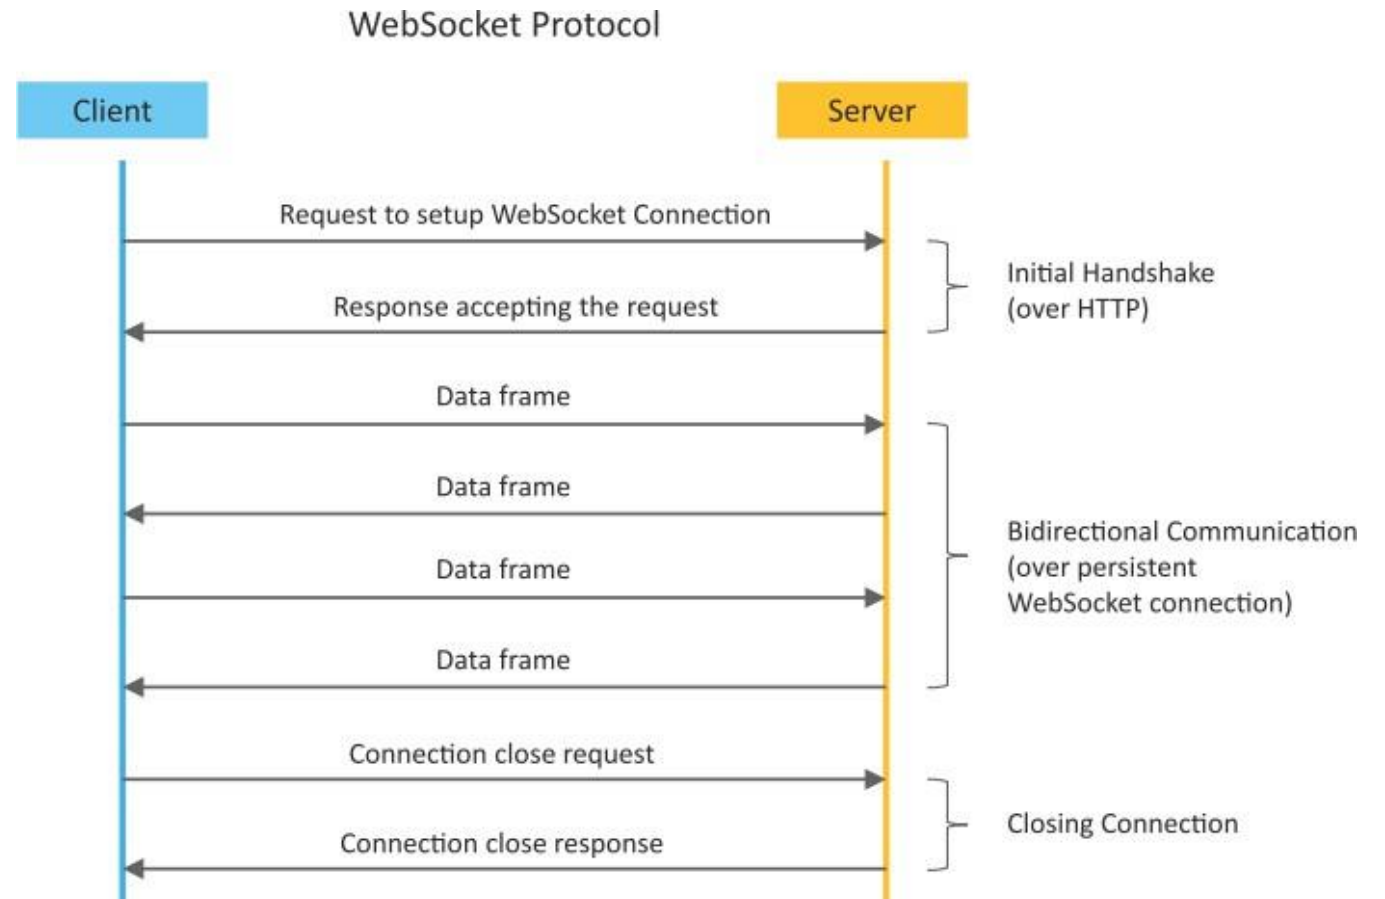 WebSocket Protocol
Client
Server
Request to setup WebSocket Connection
Response accepting the request
Initial Handshake
(over HTTP)
Data frame
Data frame
Data frame
Data frame
Bidirectional Communication
(over persistent
WebSocket connection)
Connection close request
Connection close response
Closing Connection